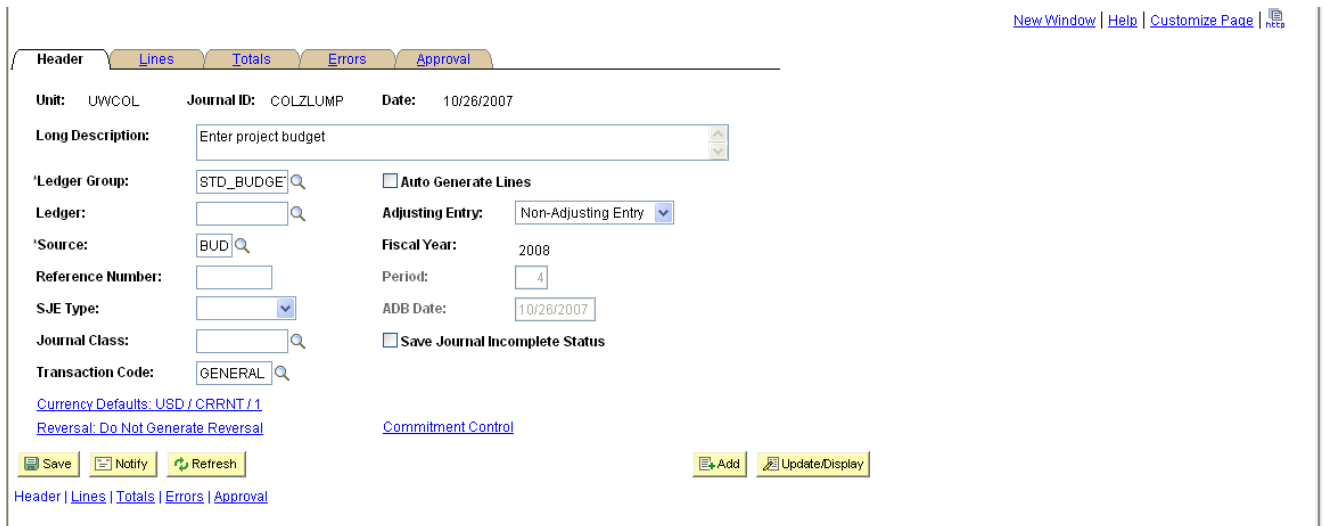 New Window | Help | Customize Page | http
Header Lines Totals Errors Approval
Unit: UWCOL Journal ID: COLZLUMP Date: 10/26/2007
Long Description: Enter project budget
*Ledger Group: STD_BUDGET Auto Generate Lines
Ledger: Adjusting Entry: Non-Adjusting Entry
*Source: BUD Fiscal Year: 2008
Reference Number: Period: 4
SJE Type: ADB Date: 10/26/2007
Journal Class: Save Journal Incomplete Status
Transaction Code: GENERAL
Currency Defaults: USD / CRRNT / 1
Reversal: Do Not Generate Reversal Commitment Control
Save Notify Refresh Add Update/Display
Header | Lines | Totals | Errors | Approval